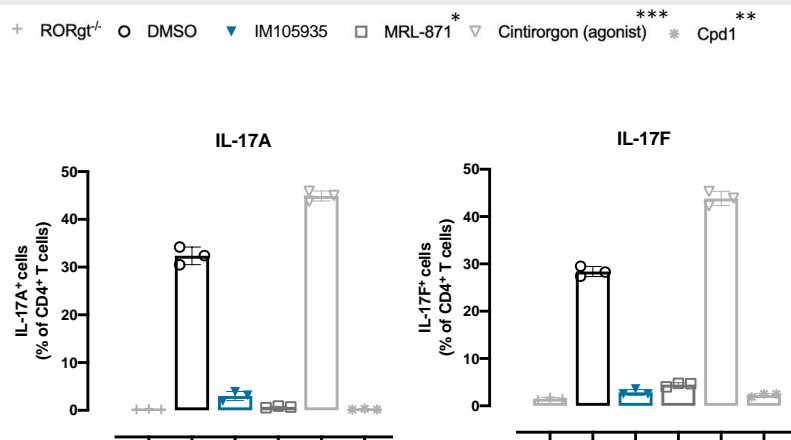 + RORgt-/- DMSO IM105935 MRL-871* Cintirorgon (agonist)*** Cpd1**
IL-17A
IL-17A+ cells
(% of CD4+ T cells)
50
40
30
20
10
0
IL-17F
IL-17F+ cells
(% of CD4+ T cells)
50
40
30
20
10
0